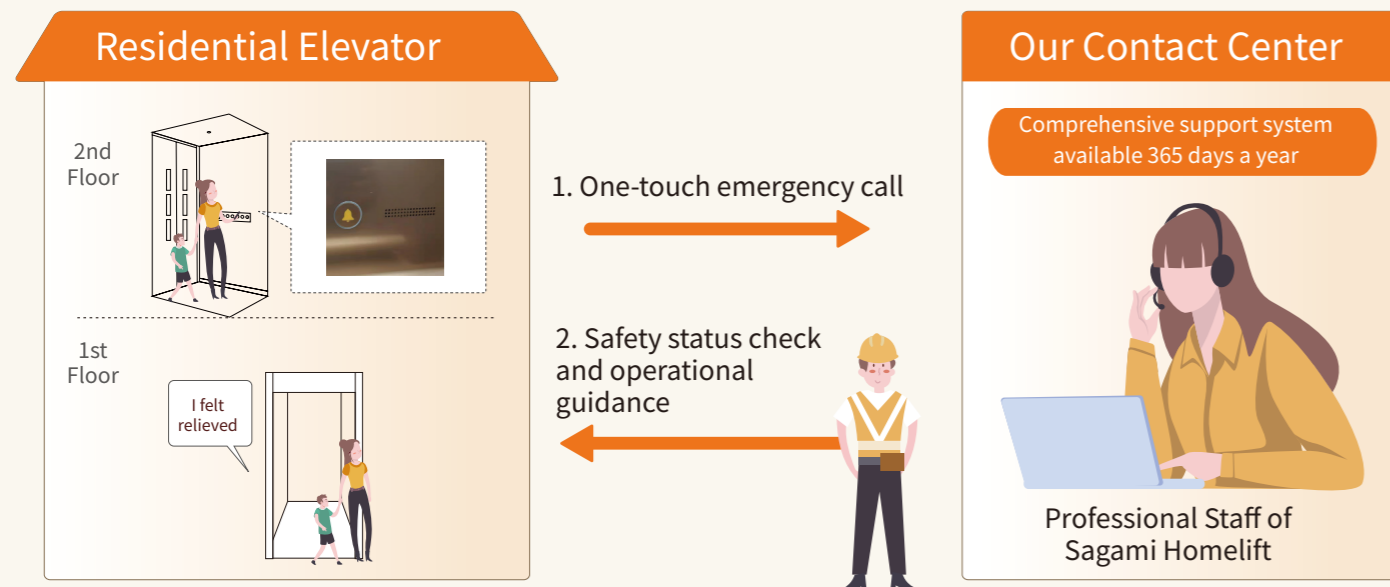 Residential Elevator
2nd
Floor
1st
Floor
I felt
relieved
1. One-touch emergency call
2. Safety status check
and operational
guidance
Our Contact Center
Comprehensive support system
available 365 days a year
Professional Staff of
Sagami Homelift